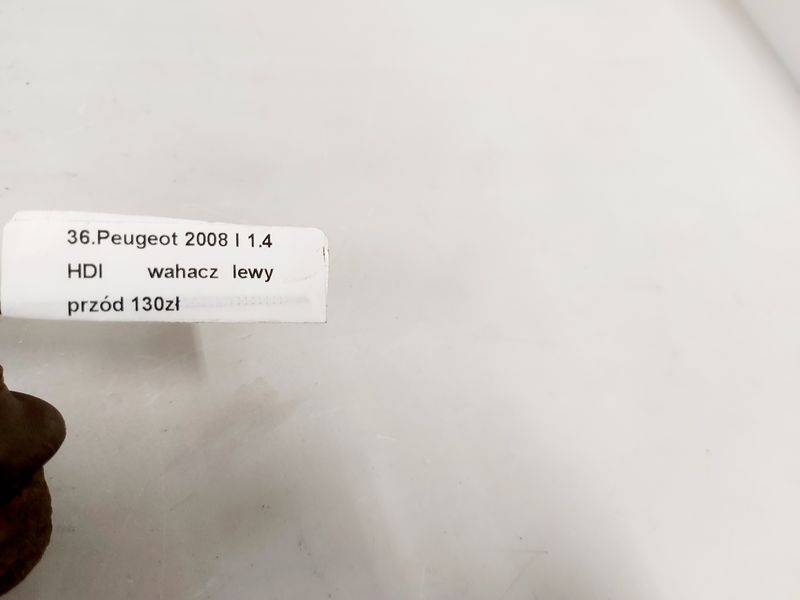 36.Peugeot 2008 I 1.4
HDI wahacz lewy
przód 130zł